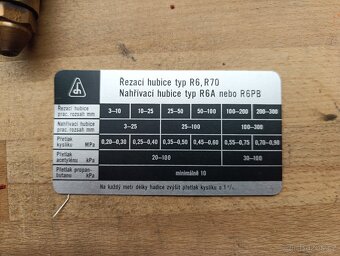 Řezací hubice typ R6, R70
Nahřívací hubice typ R6A nebo R6PB
Řezací hubice prac. rozsah mm 3–10 10–25 25–50 50–100 100–200 200–300
Nahřívací hubice prac. rozsah mm 3–25 25–100 100–300
Přetlak kyslíku MPa 0,20–0,30 0,25–0,40 0,35–0,50 0,45–0,60 0,55–0,75 0,70–0,90
Přetlak acetylénu kPa 20–100 30–100
Přetlak propan-butanu kPa minimálně 10
Na každý metr délky hadice zvýšit přetlak kyslíku o 1 %